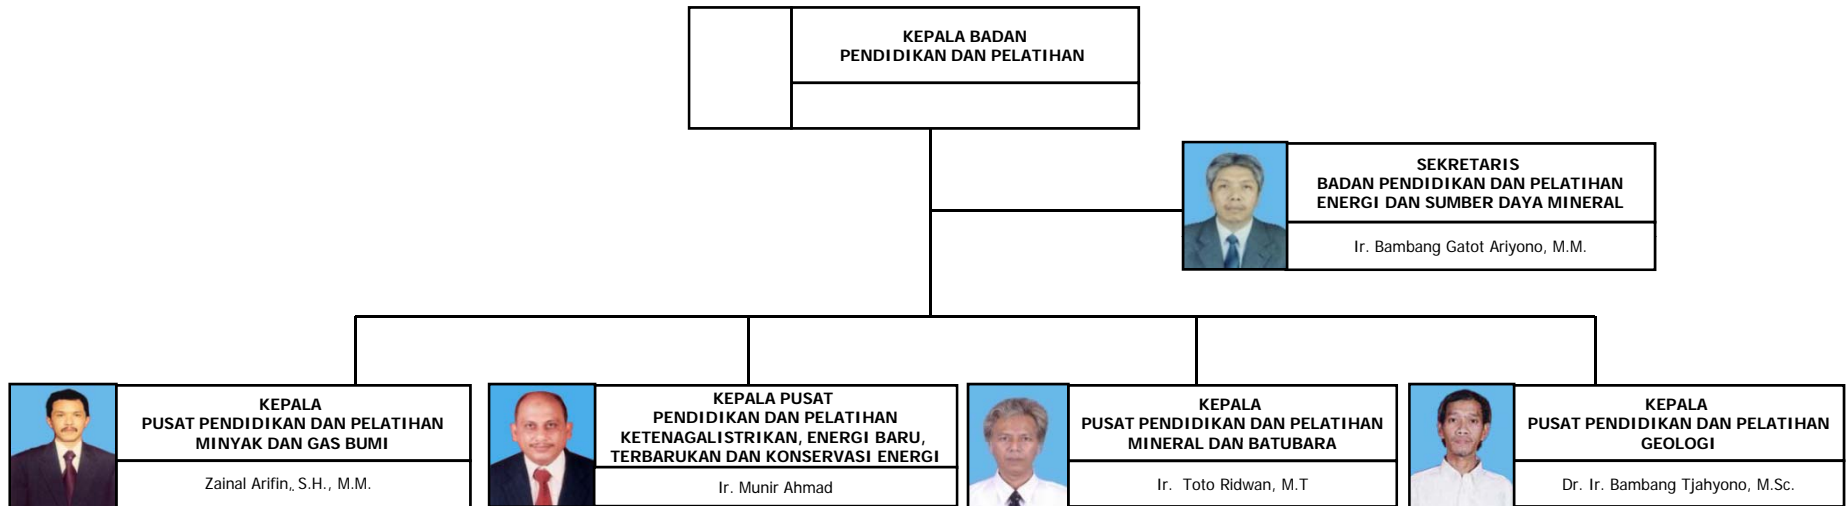 KEPALA BADAN
PENDIDIKAN DAN PELATIHAN
SEKRETARIS
BADAN PENDIDIKAN DAN PELATIHAN
ENERGI DAN SUMBER DAYA MINERAL
Ir. Bambang Gatot Ariyono, M.M.
KEPALA
PUSAT PENDIDIKAN DAN PELATIHAN
MINYAK DAN GAS BUMI
Zainal Arifin,. S.H., M.M.
KEPALA PUSAT
PENDIDIKAN DAN PELATIHAN
KETENAGALISTRIKAN, ENERGI BARU,
TERBARUKAN DAN KONSERVASI ENERGI
Ir. Munir Ahmad
KEPALA
PUSAT PENDIDIKAN DAN PELATIHAN
MINERAL DAN BATUBARA
Ir.  Toto Ridwan, M.T
KEPALA
PUSAT PENDIDIKAN DAN PELATIHAN
GEOLOGI
Dr. Ir. Bambang Tjahyono, M.Sc.